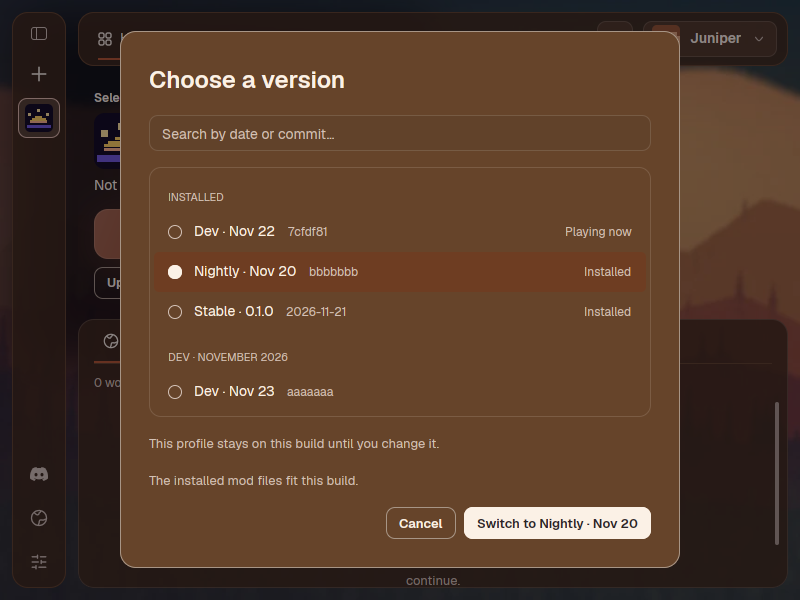 Juniper
Choose a version
Search by date or commit…
INSTALLED
Dev · Nov 22 7cfdf81 Playing now
Nightly · Nov 20 bbbbbbb Installed
Stable · 0.1.0 2026-11-21 Installed
DEV · NOVEMBER 2026
Dev · Nov 23 aaaaaaa
This profile stays on this build until you change it.
The installed mod files fit this build.
Cancel Switch to Nightly · Nov 20
Sele
Not
Up
0 wo
continue.